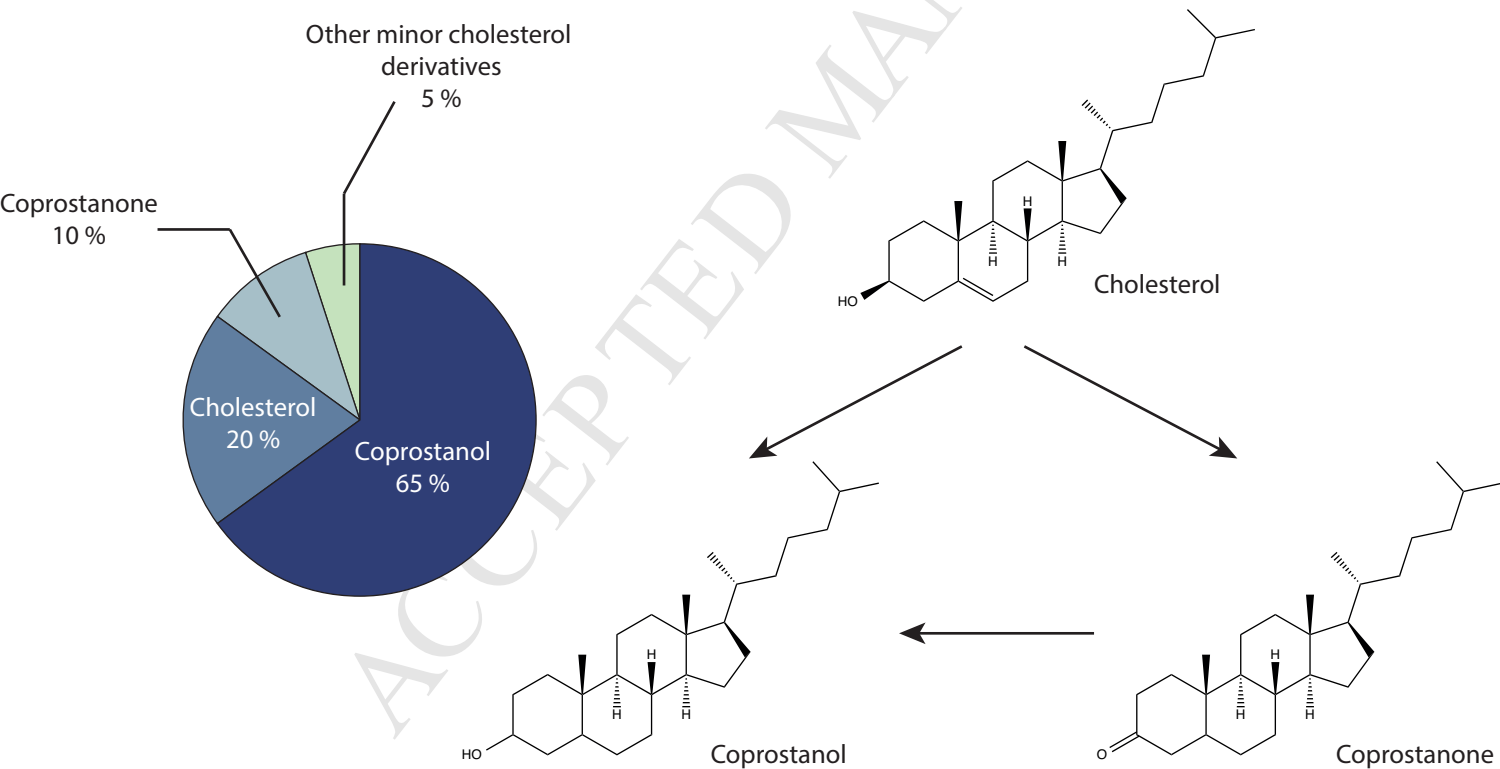 Other minor cholesterol
derivatives
5 %
Coprostanone
10 %
Cholesterol
20 %
Coprostanol
65 %
H
H
H
HO
Cholesterol
H
H
H
HO
Coprostanol
H
H
H
O
Coprostanone
ACCEPTED MA